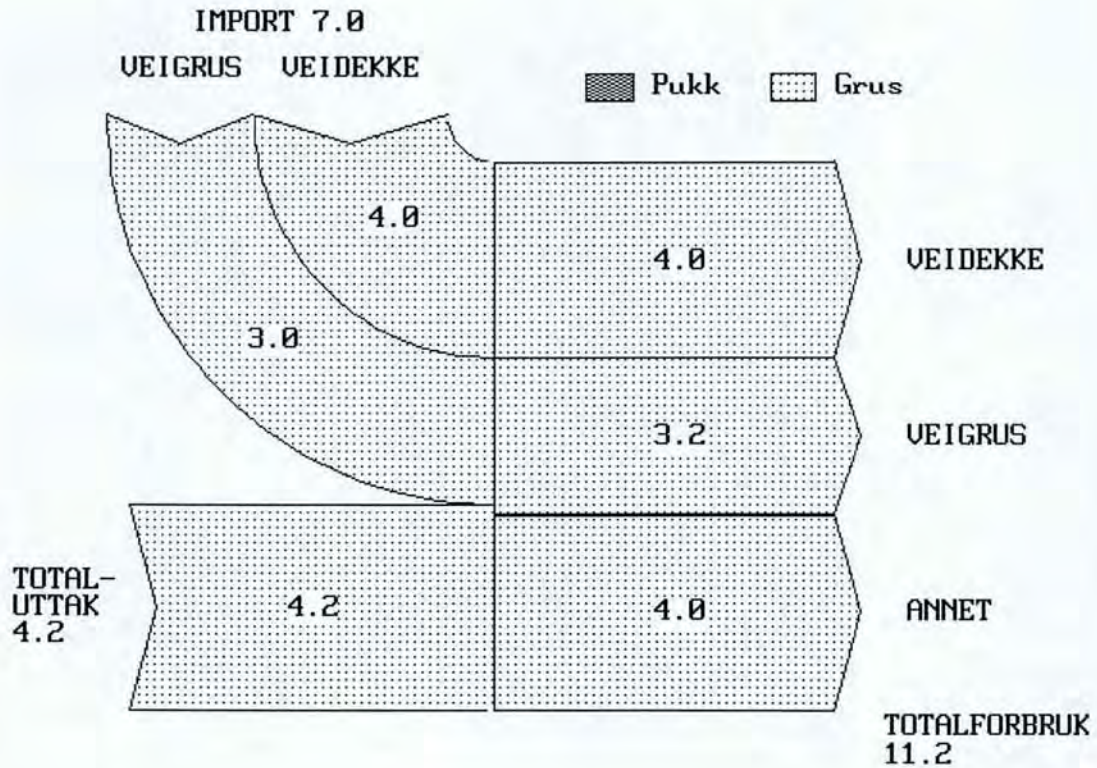 IMPORT 7.0
VEIGRUS VEIDEKKE
Pukk Grus
4.0
4.0
VEIDEKKE
3.0
3.2
VEIGRUS
TOTAL-
UTTAK
4.2
4.2
4.0
ANNET
TOTALFORBRUK
11.2